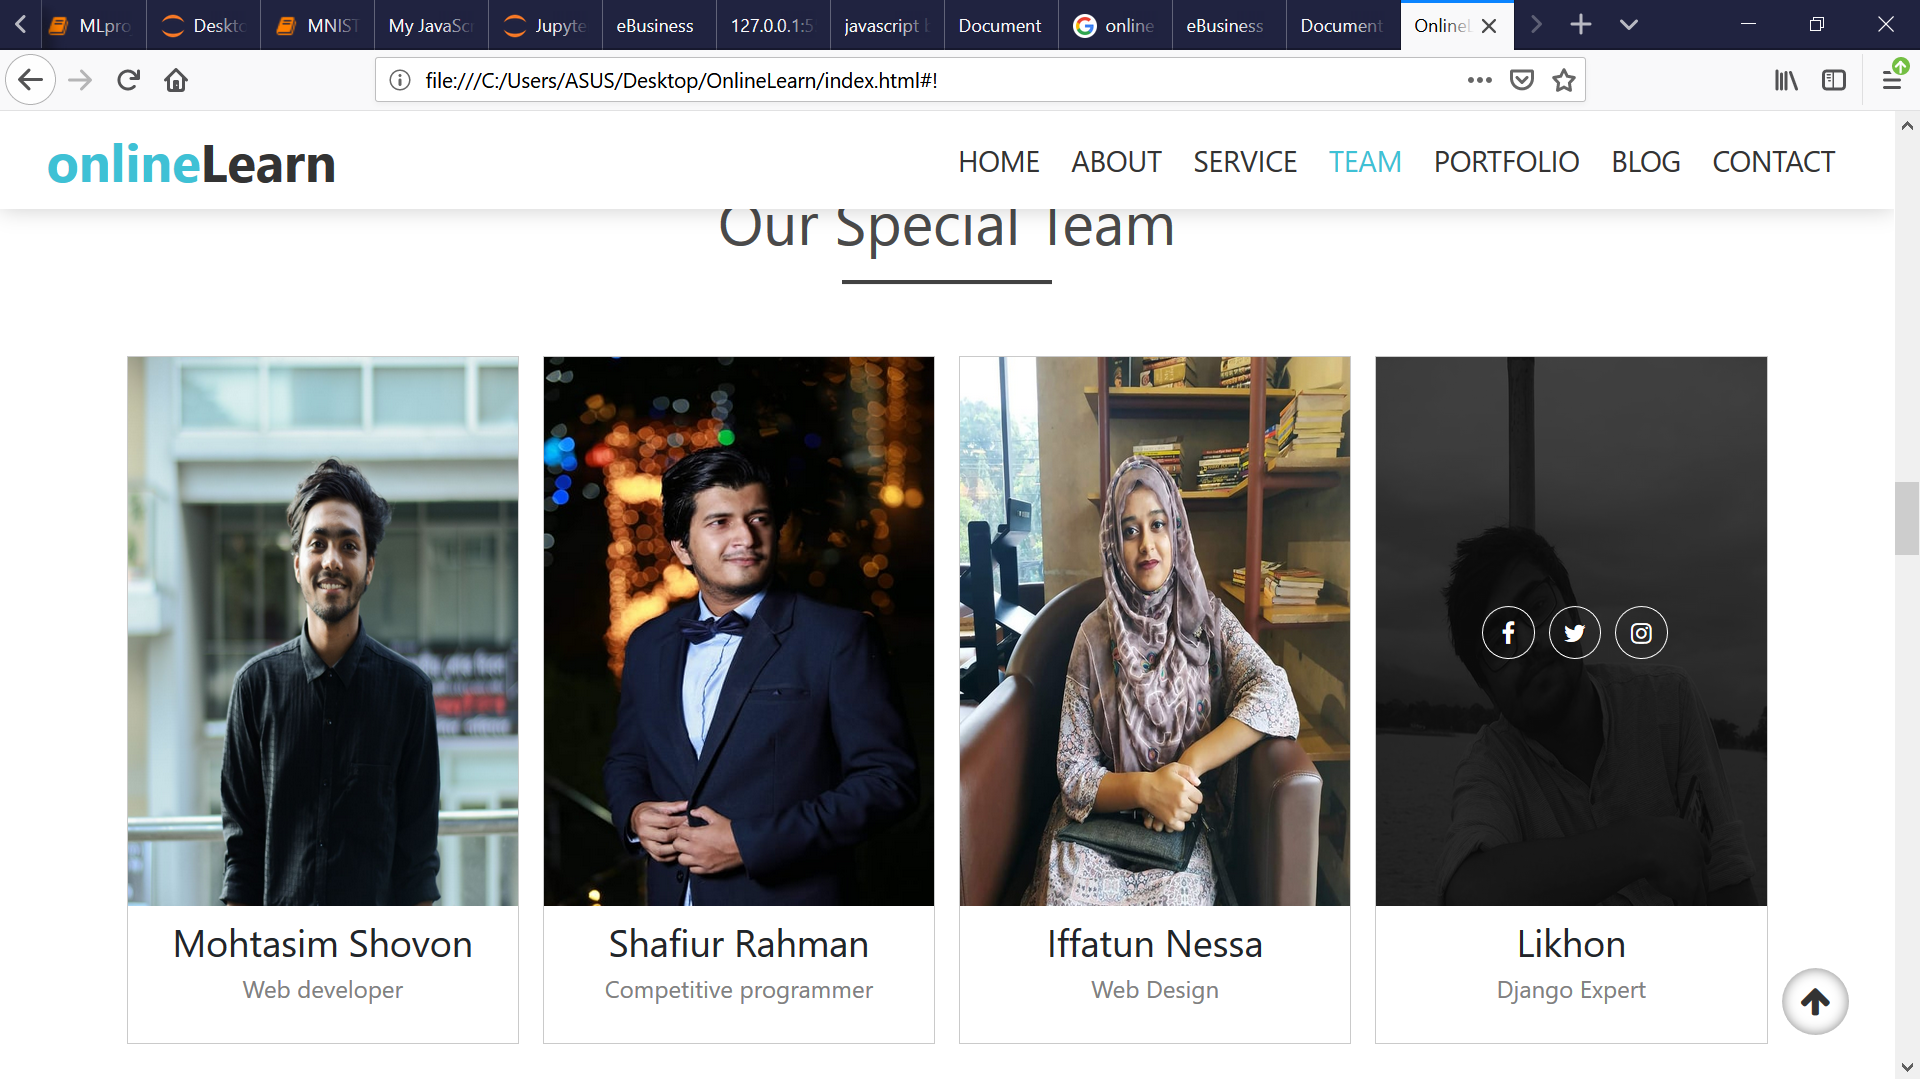 MLpro
Deskto
MNIST
My JavaSc
Jupyte
eBusiness
127.0.0.1:5
javascript b
Document
online
eBusiness
Document
OnlineL
file:///C:/Users/ASUS/Desktop/OnlineLearn/index.html#!
onlineLearn
HOME ABOUT SERVICE TEAM PORTFOLIO BLOG CONTACT
Our Special Team
Mohtasim Shovon
Web developer
Shafiur Rahman
Competitive programmer
Iffatun Nessa
Web Design
Likhon
Django Expert